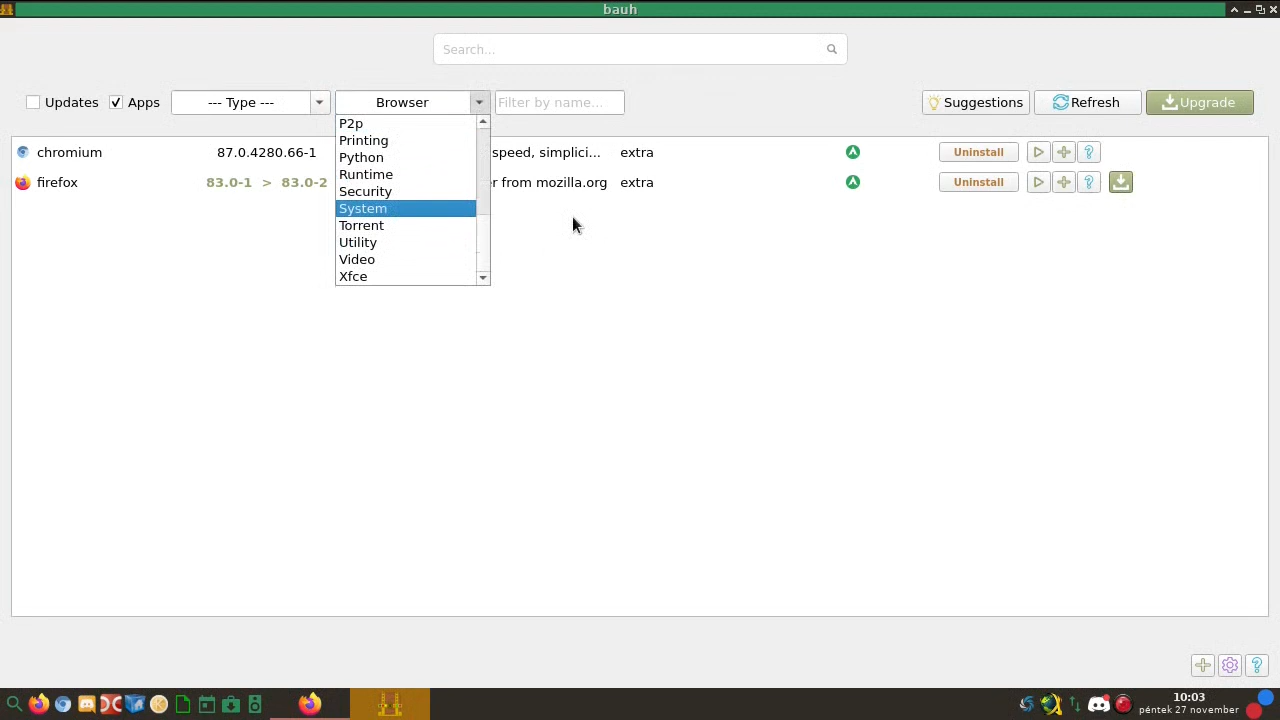 bauh
Search...
Updates Apps --- Type --- Browser Filter by name... Suggestions Refresh Upgrade
chromium 87.0.4280.66-1 speed, simplici... extra Uninstall
firefox 83.0-1 > 83.0-2 er from mozilla.org extra Uninstall
P2p
Printing
Python
Runtime
Security
System
Torrent
Utility
Video
Xfce
10:03
péntek 27 november